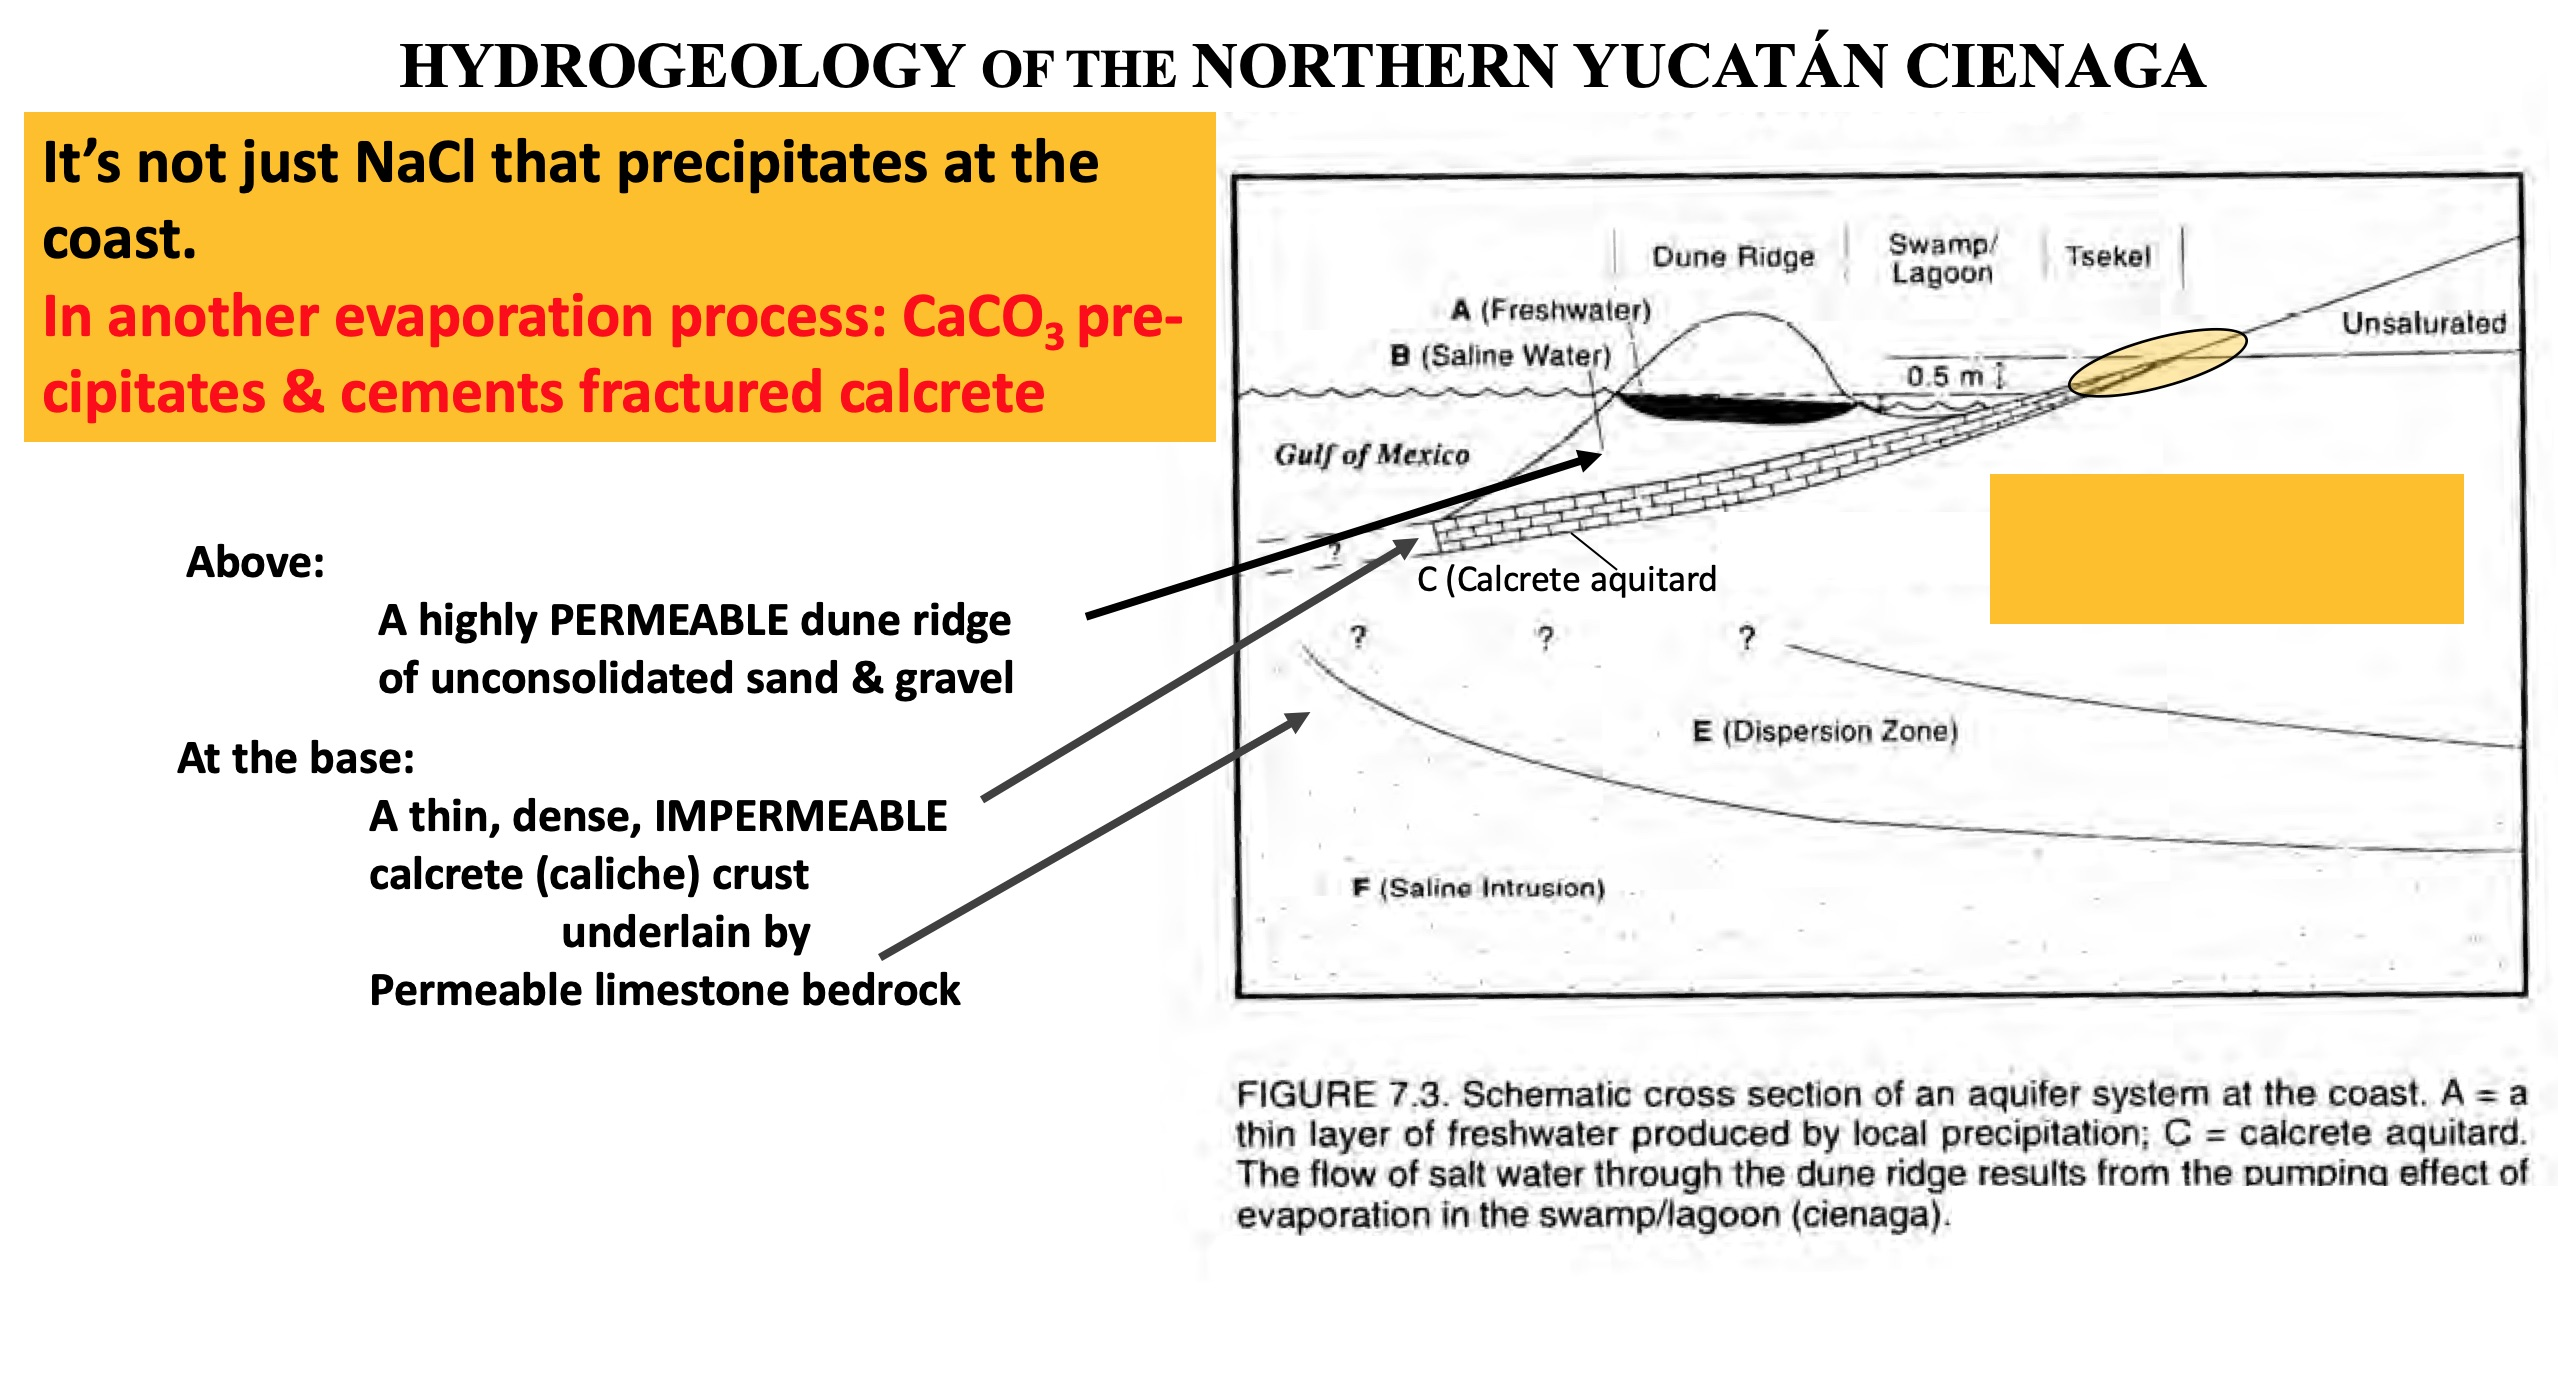 HYDROGEOLOGY OF THE NORTHERN YUCATÁN CIENAGA
It’s not just NaCl that precipitates at the
coast.
In another evaporation process: CaCO₃ pre-
cipitates & cements fractured calcrete
Above:
A highly PERMEABLE dune ridge
of unconsolidated sand & gravel
At the base:
A thin, dense, IMPERMEABLE
calcrete (caliche) crust
underlain by
Permeable limestone bedrock
Dune Ridge
Swamp/
Lagoon
Tsekel
A (Freshwater)
B (Saline Water)
Unsaturated
0.5 m
Gulf of Mexico
?
C (Calcrete aquitard
? ? ?
E (Dispersion Zone)
F (Saline Intrusion)
FIGURE 7.3. Schematic cross section of an aquifer system at the coast. A = a
thin layer of freshwater produced by local precipitation; C = calcrete aquitard.
The flow of salt water through the dune ridge results from the pumping effect of
evaporation in the swamp/lagoon (cienaga).